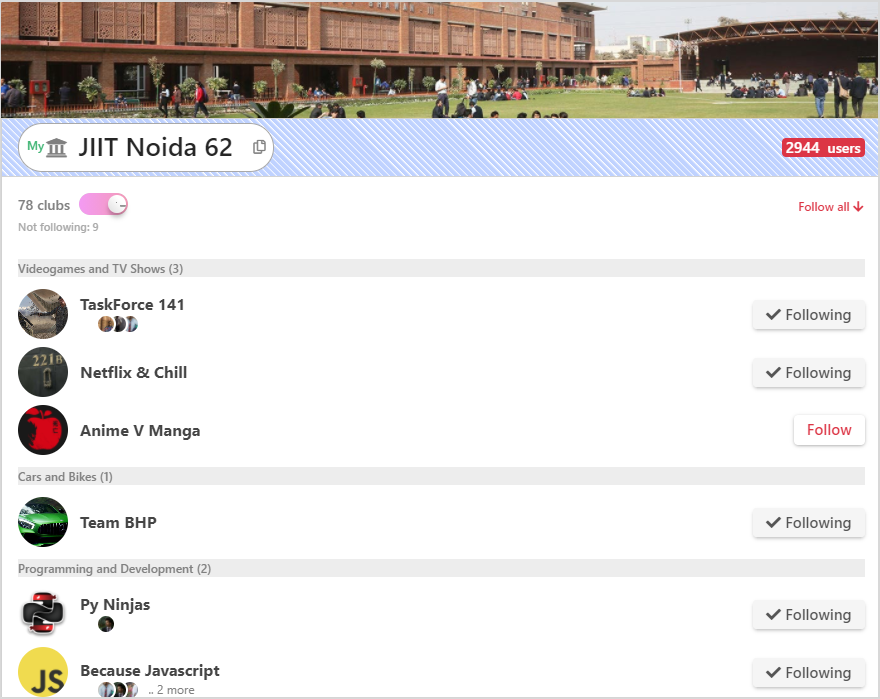 My JIIT Noida 62
2944 users
78 clubs
Follow all
Not following: 9
Videogames and TV Shows (3)
TaskForce 141
Following
221B
Netflix & Chill
Following
Anime V Manga
Follow
Cars and Bikes (1)
Team BHP
Following
Programming and Development (2)
Py Ninjas
Following
JS
Because Javascript
.. 2 more
Following